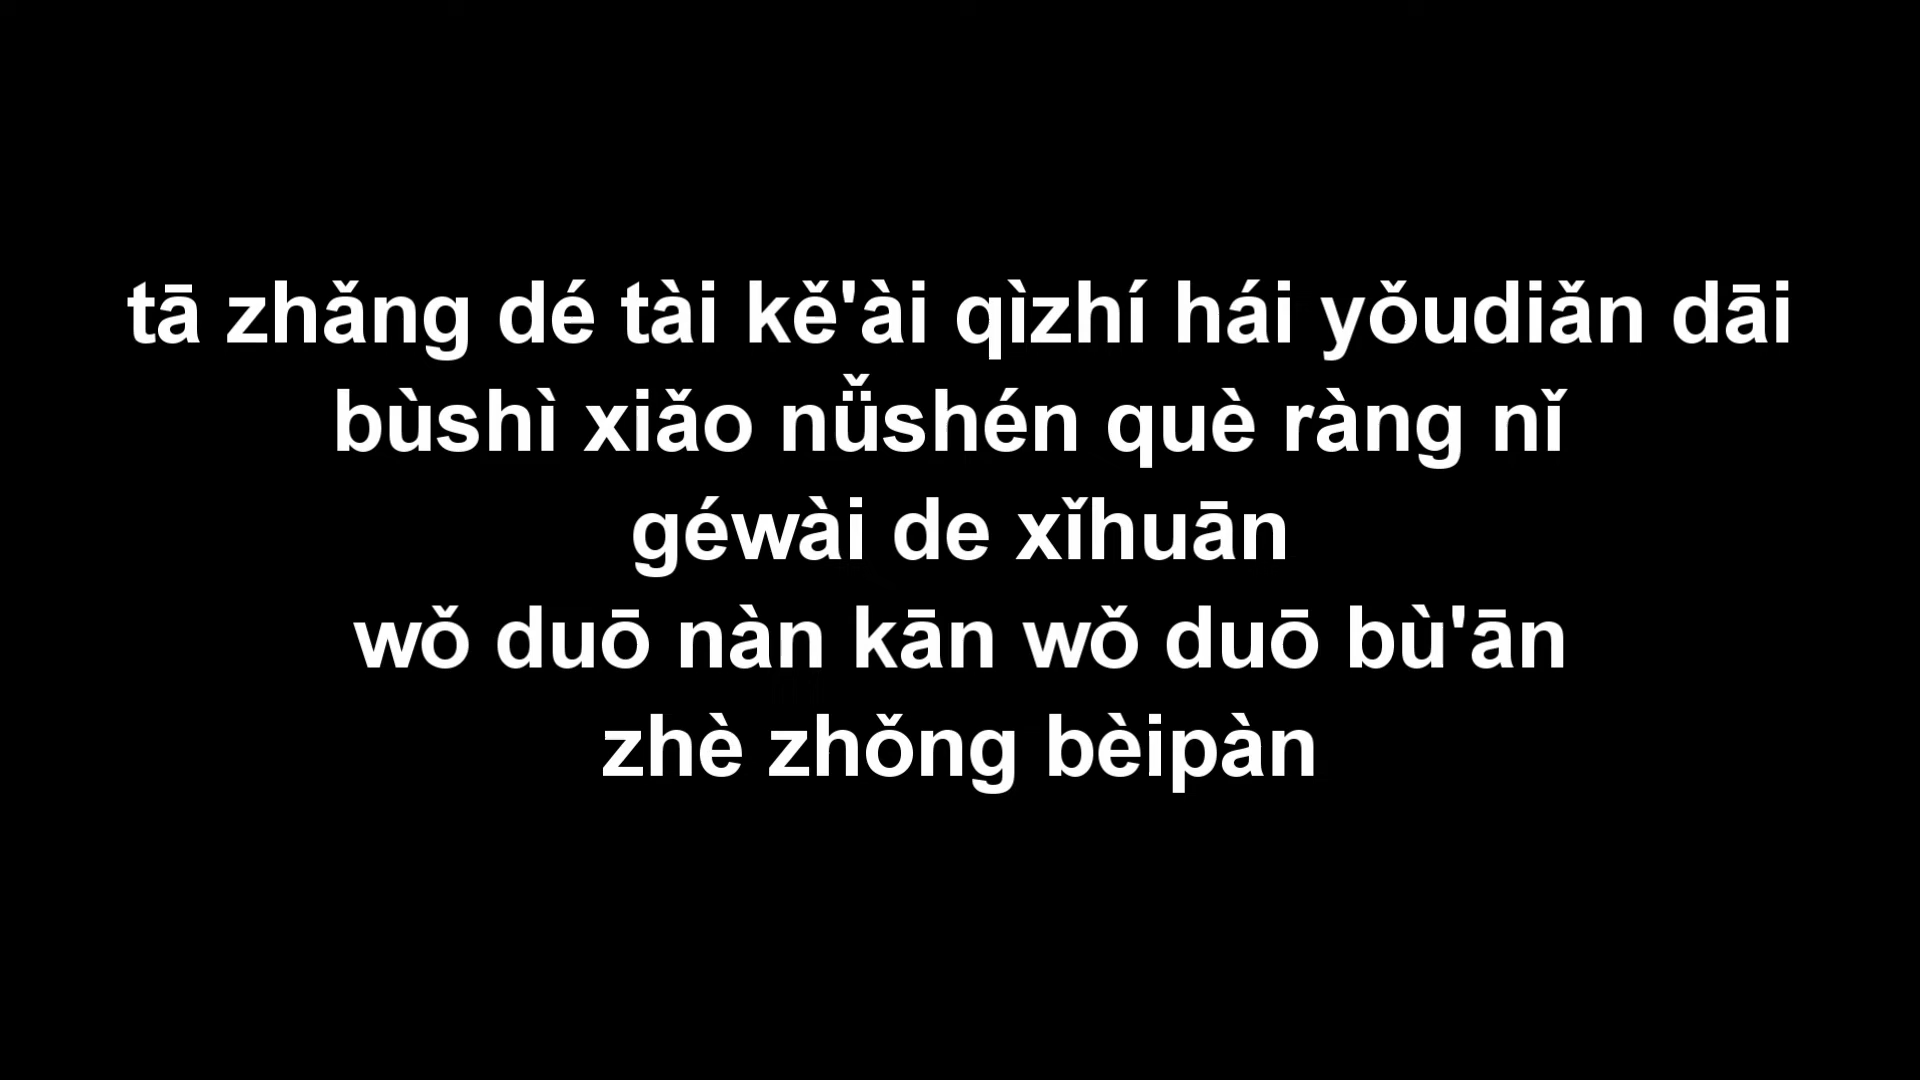 tā zhǎng dé tài kě'ài qìzhí hái yǒudiǎn dāi
bùshì xiǎo nǚshén què ràng nǐ
géwài de xǐhuān
wǒ duō nàn kān wǒ duō bù'ān
zhè zhǒng bèipàn